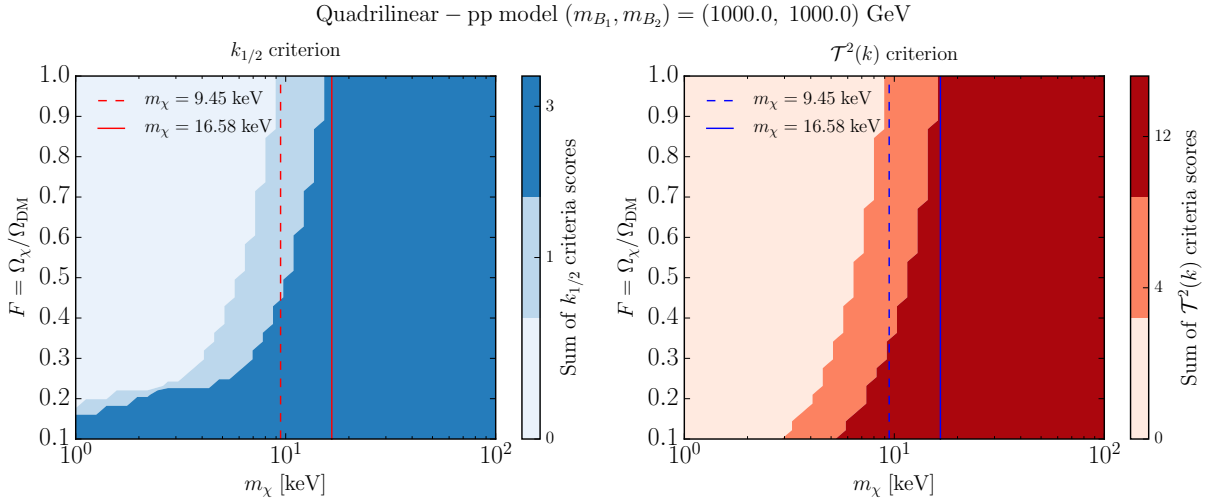 Quadrilinear – pp model (m_{B_1}, m_{B_2}) = (1000.0, 1000.0) GeV
k_{1/2} criterion
m_χ = 9.45 keV
m_χ = 16.58 keV
1.0
0.9
0.8
0.7
0.6
0.5
0.4
0.3
0.2
0.1
F = Ω_χ/Ω_DM
10^0
10^1
10^2
m_χ [keV]
3
1
0
Sum of k_{1/2} criteria scores
𝒯^2(k) criterion
m_χ = 9.45 keV
m_χ = 16.58 keV
1.0
0.9
0.8
0.7
0.6
0.5
0.4
0.3
0.2
0.1
F = Ω_χ/Ω_DM
10^0
10^1
10^2
m_χ [keV]
12
4
0
Sum of 𝒯^2(k) criteria scores